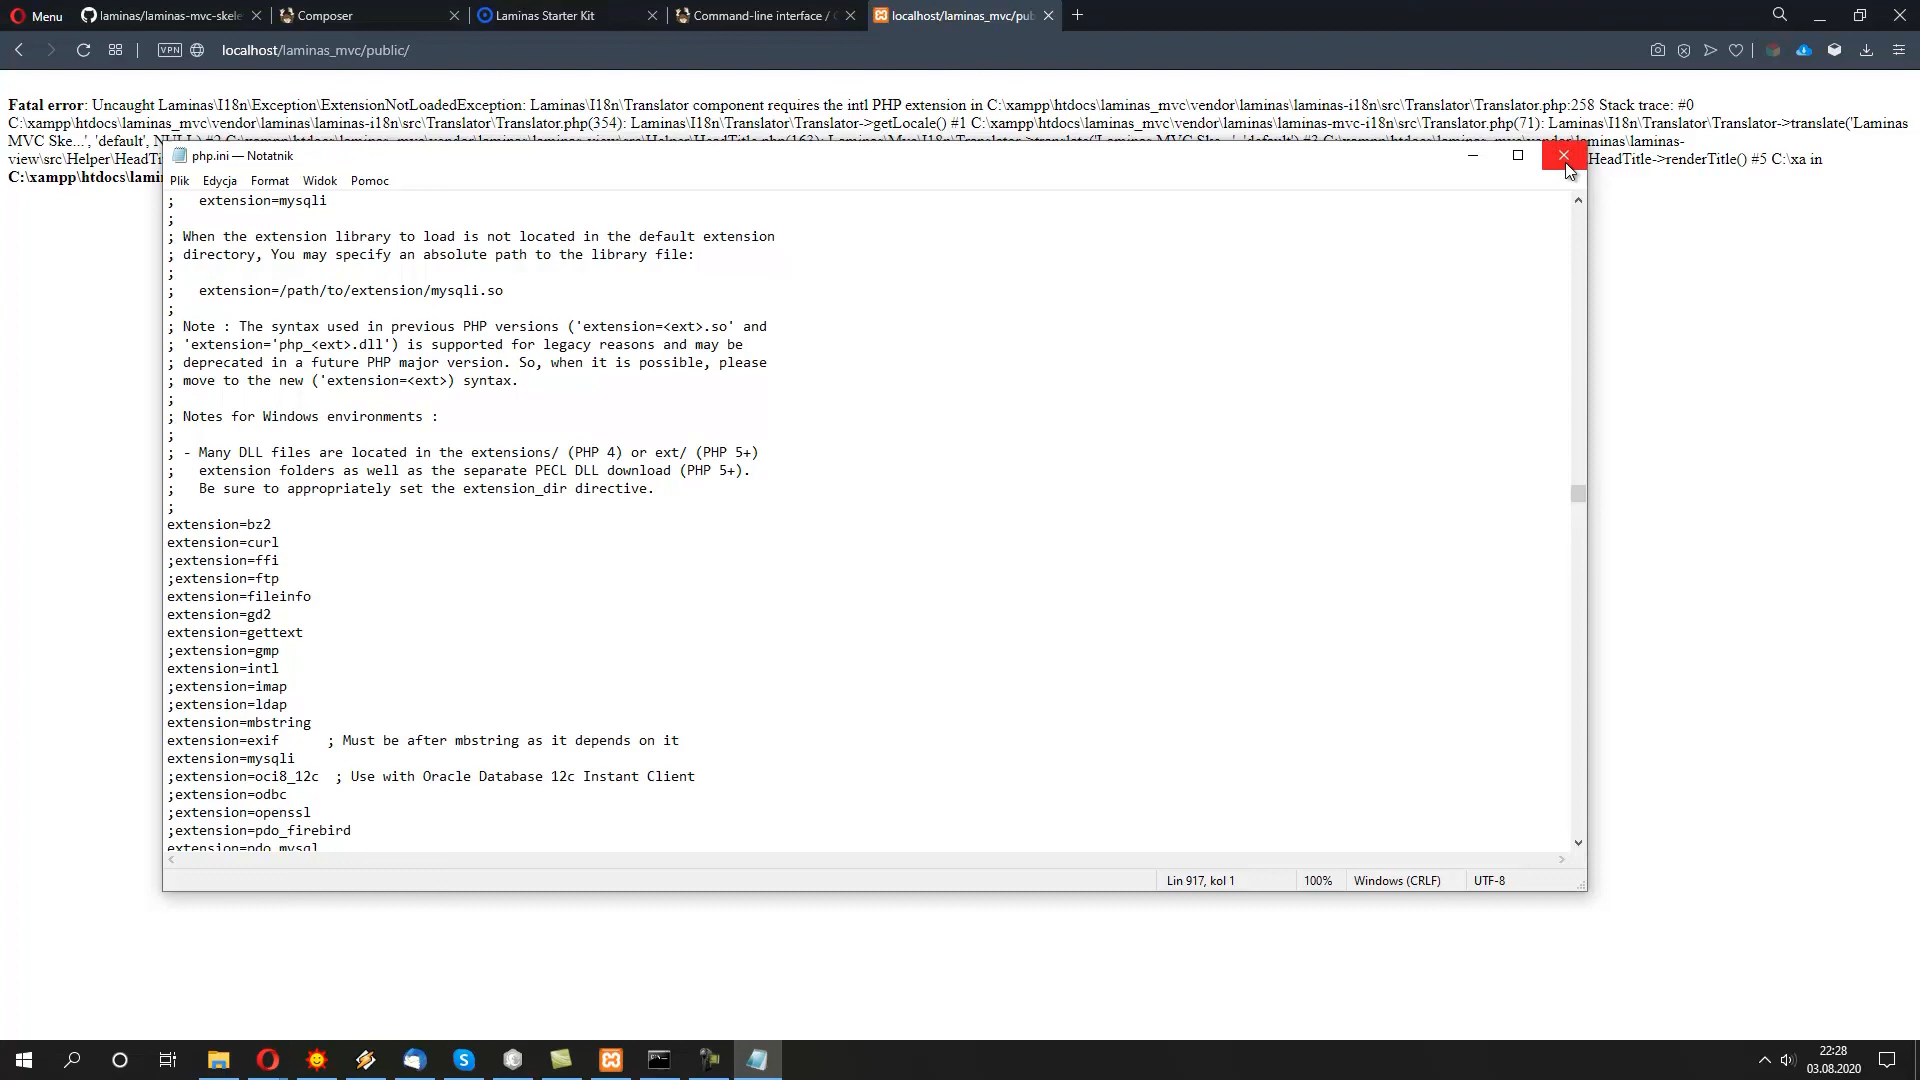 Menu
laminas/laminas-mvc-skele
Composer
Laminas Starter Kit
Command-line interface / C
localhost/laminas_mvc/pub
VPN
localhost/laminas_mvc/public/
Fatal error: Uncaught Laminas\I18n\Exception\ExtensionNotLoadedException: Laminas\I18n\Translator component requires the intl PHP extension in C:\xampp\htdocs\laminas_mvc\vendor\laminas\laminas-i18n\src\Translator\Translator.php:258 Stack trace: #0
C:\xampp\htdocs\laminas_mvc\vendor\laminas\laminas-i18n\src\Translator\Translator.php(354): Laminas\I18n\Translator\Translator->getLocale() #1 C:\xampp\htdocs\laminas_mvc\vendor\laminas\laminas-mvc-i18n\src\Translator.php(71): Laminas\I18n\Translator\Translator->translate('Laminas
MVC Ske...', 'default',
view\src\Helper\HeadTi
HeadTitle->renderTitle() #5 C:\xa in
C:\xampp\htdocs\lami
php.ini — Notatnik
Plik Edycja Format Widok Pomoc
;   extension=mysqli
;
; When the extension library to load is not located in the default extension
; directory, You may specify an absolute path to the library file:
;
;   extension=/path/to/extension/mysqli.so
;
; Note : The syntax used in previous PHP versions ('extension=<ext>.so' and
; 'extension='php_<ext>.dll') is supported for legacy reasons and may be
; deprecated in a future PHP major version. So, when it is possible, please
; move to the new ('extension=<ext>) syntax.
;
; Notes for Windows environments :
;
; - Many DLL files are located in the extensions/ (PHP 4) or ext/ (PHP 5+)
;   extension folders as well as the separate PECL DLL download (PHP 5+).
;   Be sure to appropriately set the extension_dir directive.
;
extension=bz2
extension=curl
;extension=ffi
;extension=ftp
extension=fileinfo
extension=gd2
extension=gettext
;extension=gmp
extension=intl
;extension=imap
;extension=ldap
extension=mbstring
extension=exif      ; Must be after mbstring as it depends on it
extension=mysqli
;extension=oci8_12c  ; Use with Oracle Database 12c Instant Client
;extension=odbc
;extension=openssl
;extension=pdo_firebird
extension=pdo_mysql
Lin 917, kol 1
100%
Windows (CRLF)
UTF-8
22:28
03.08.2020